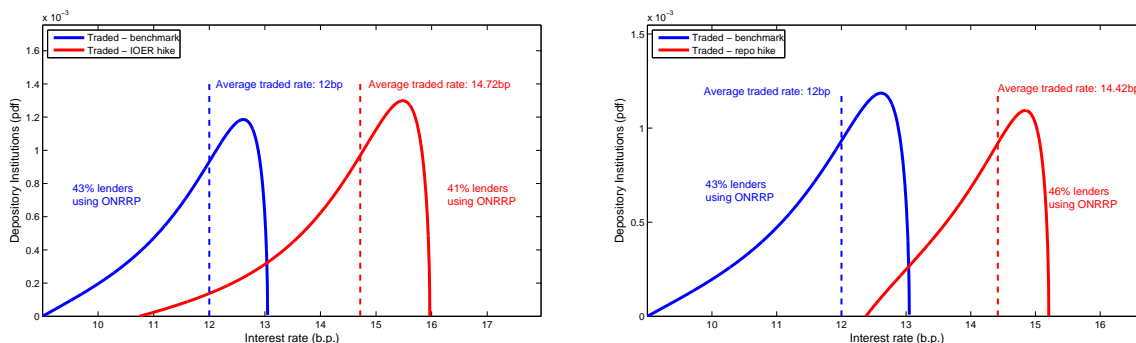 x 10⁻³
Traded – benchmark
Traded – IOER hike
Average traded rate: 12bp
Average traded rate: 14.72bp
43% lenders
using ONRRP
41% lenders
using ONRRP
Depository Institutions (pdf)
1.6
1.4
1.2
1
0.8
0.6
0.4
0.2
0
10 11 12 13 14 15 16 17
Interest rate (b.p.)
x 10⁻³
Traded – benchmark
Traded – repo hike
Average traded rate: 12bp
Average traded rate: 14.42bp
43% lenders
using ONRRP
46% lenders
using ONRRP
Depository Institutions (pdf)
1.5
1
0.5
0
10 11 12 13 14 15 16
Interest rate (b.p.)